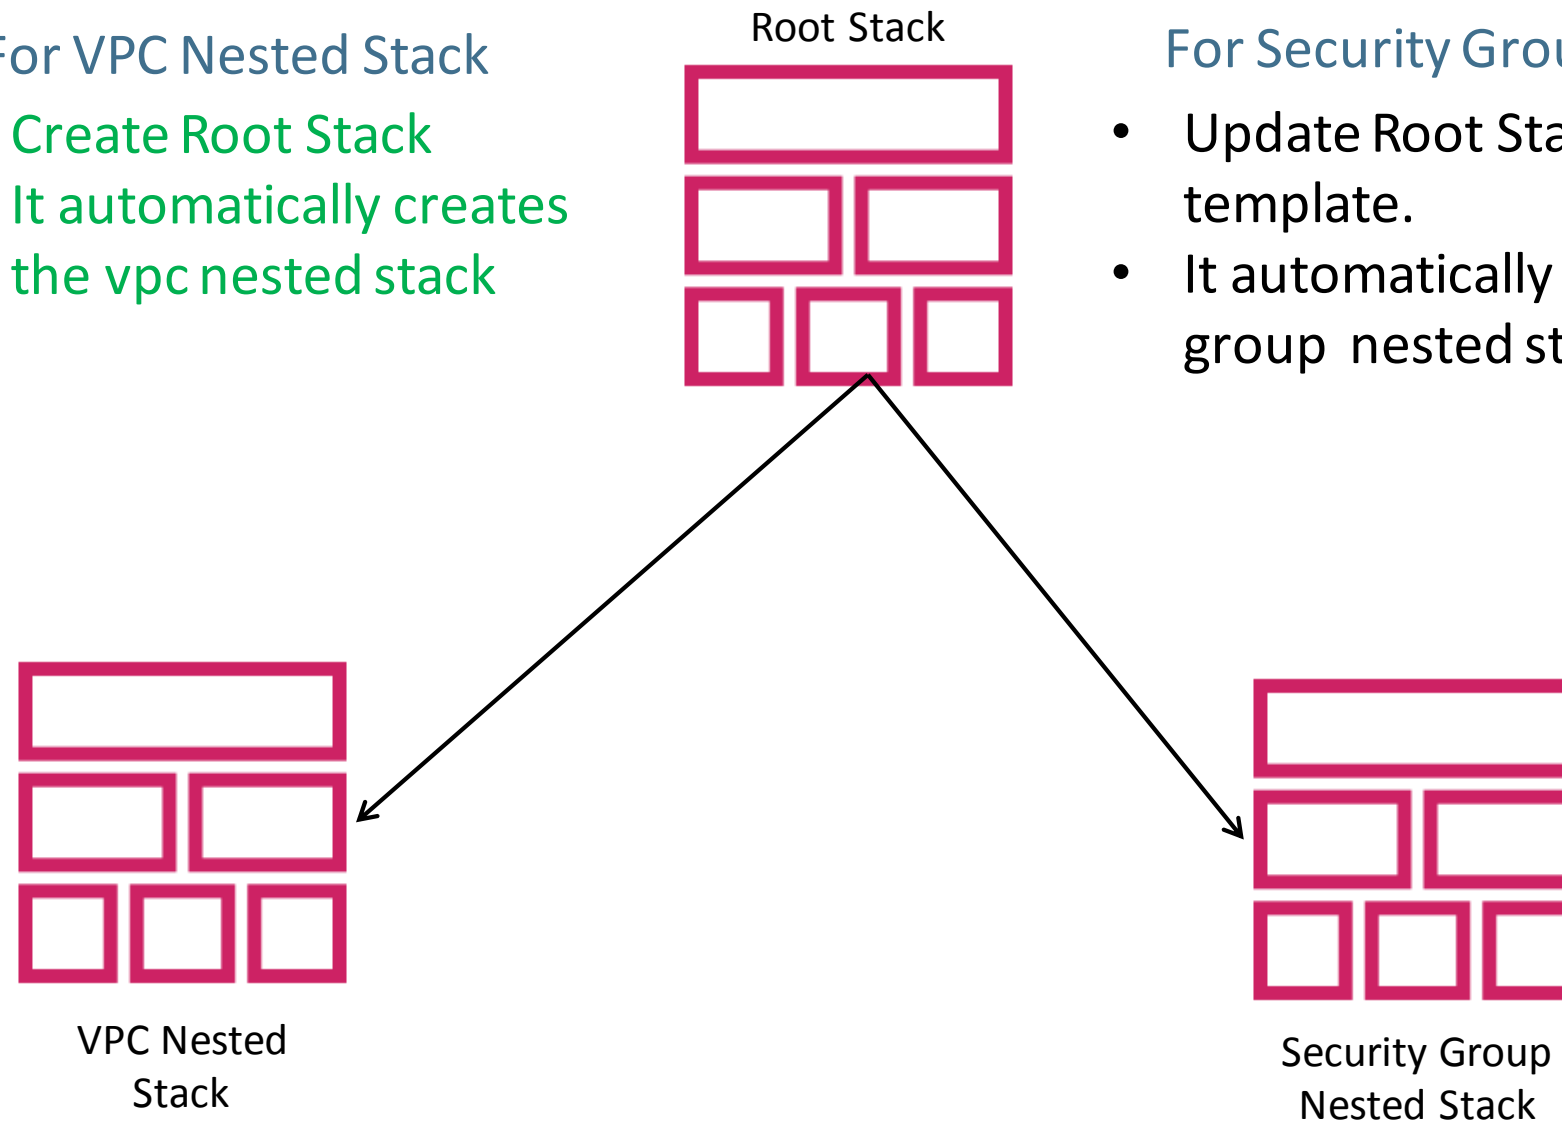 For VPC Nested Stack
Create Root Stack
It automatically creates
the vpc nested stack
Root Stack
For Security
• Update Root
template.
• It automatically
group nested
VPC Nested
Stack
Security Group
Nested Stack